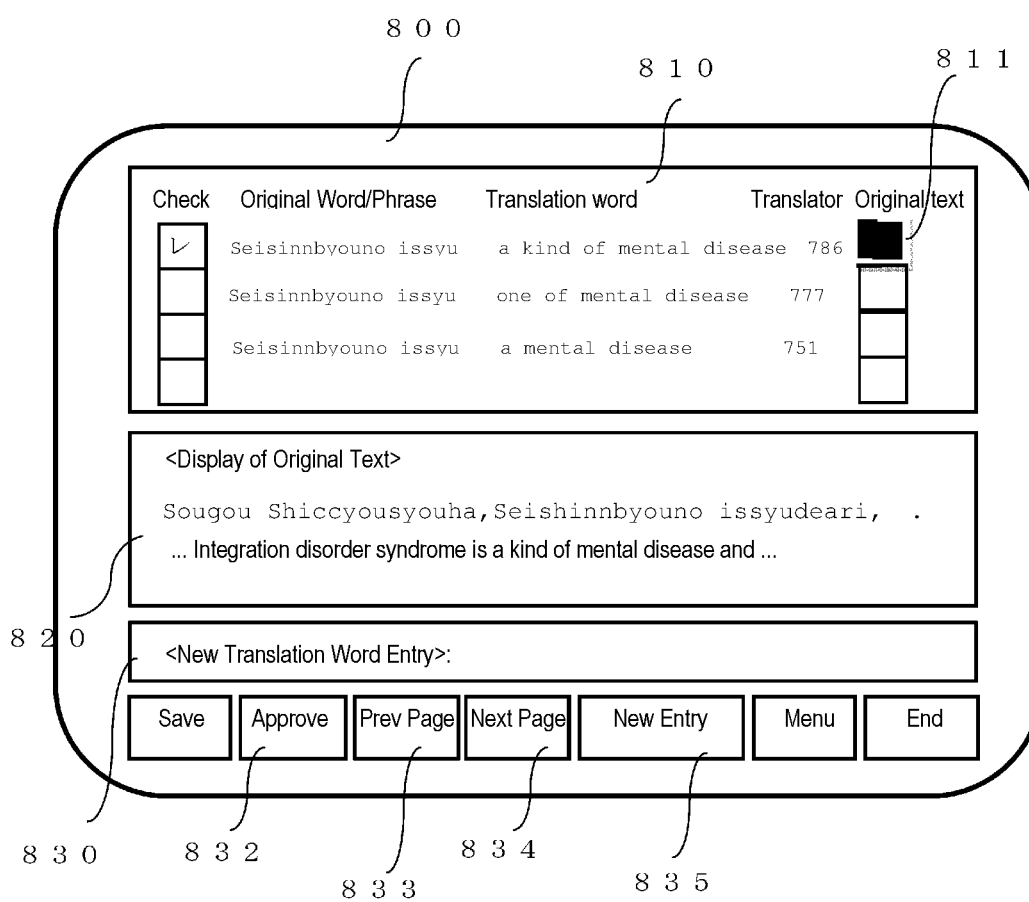 ８００
８１０
８１１
Check Original Word/Phrase Translation word Translator Original text
Seisinnbyouno issyu a kind of mental disease 786
Seisinnbyouno issyu one of mental disease 777
Seisinnbyouno issyu a mental disease 751
<Display of Original Text>
Sougou Shiccyousyouha,Seishinnbyouno issyudeari, .
... Integration disorder syndrome is a kind of mental disease and ...
８２０
<New Translation Word Entry>:
Save Approve Prev Page Next Page New Entry Menu End
８３０
８３２
８３３
８３４
８３５